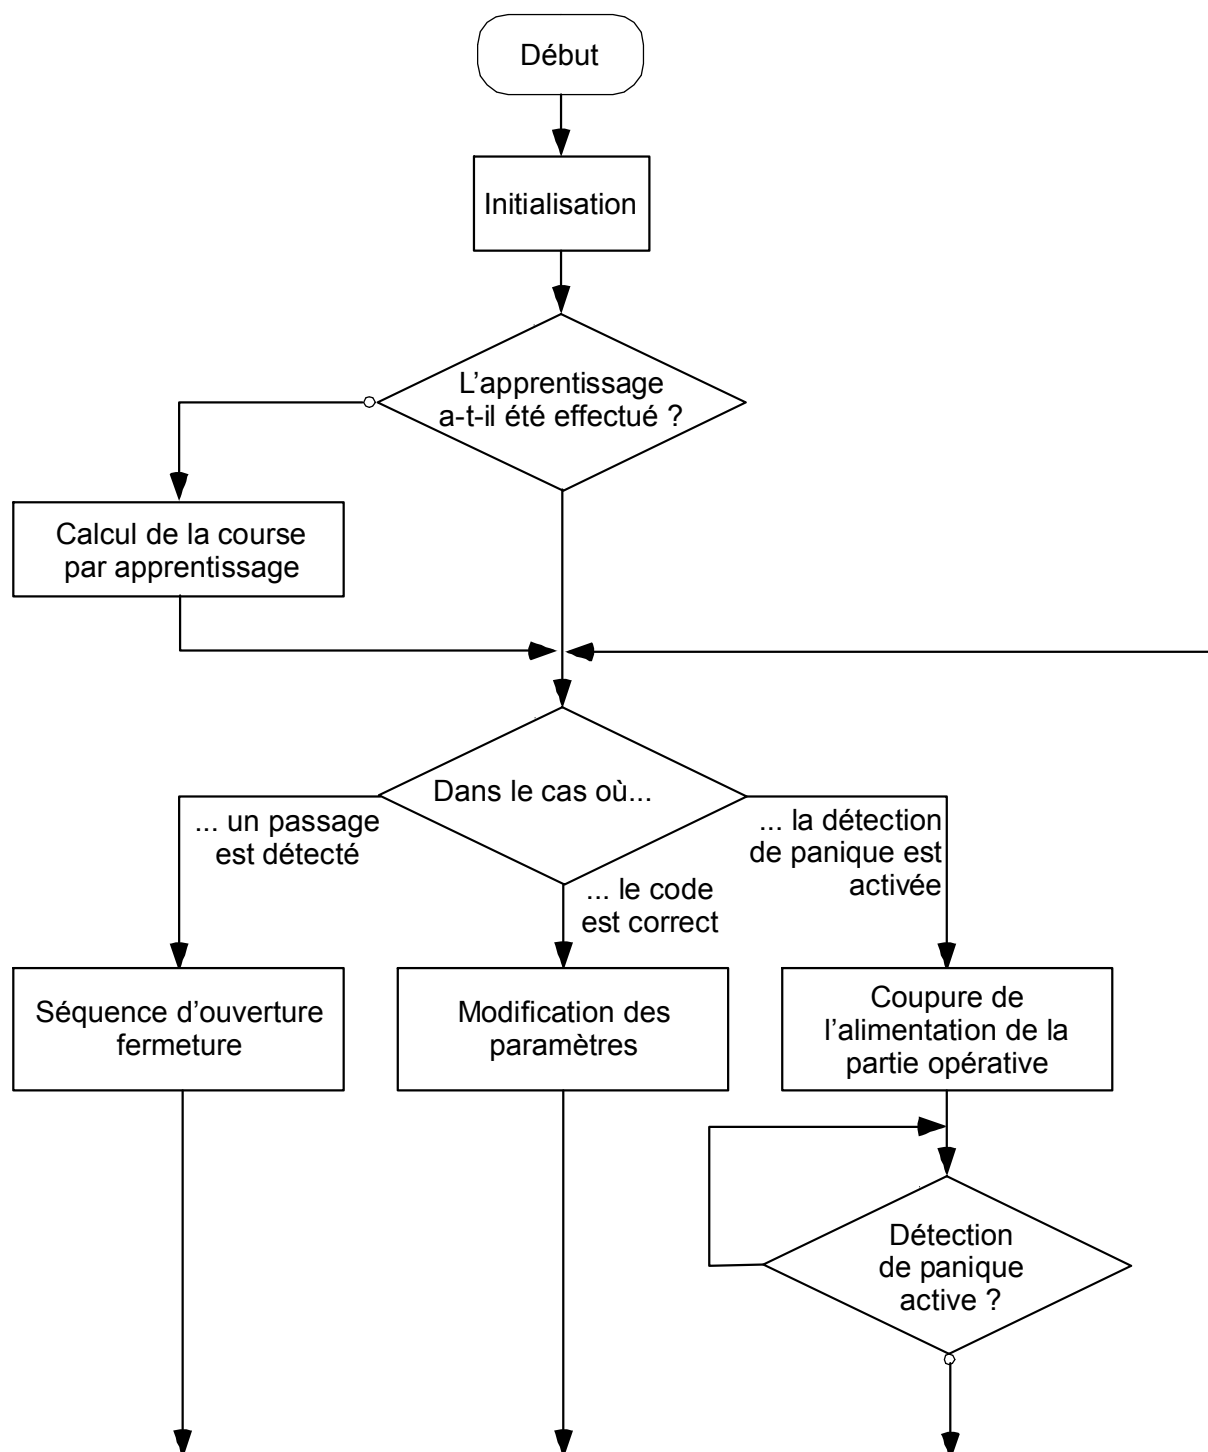 Début
Initialisation
L’apprentissage
a-t-il été effectué ?
Calcul de la course
par apprentissage
Dans le cas où...
... un passage
est détecté
... le code
est correct
... la détection
de panique est
activée
Séquence d’ouverture
fermeture
Modification des
paramètres
Coupure de
l’alimentation de la
partie opérative
Détection
de panique
active ?